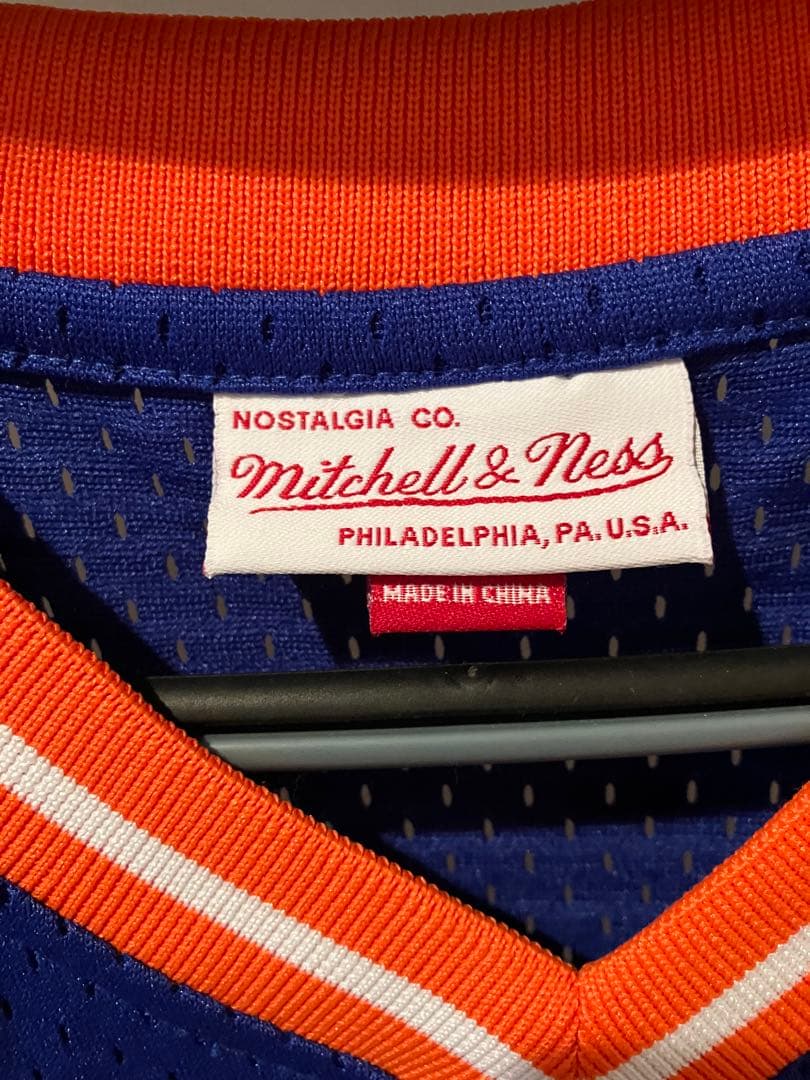 NOSTALGIA CO.
Mitchell & Ness
PHILADELPHIA, PA. U.S.A.
MADE IN CHINA